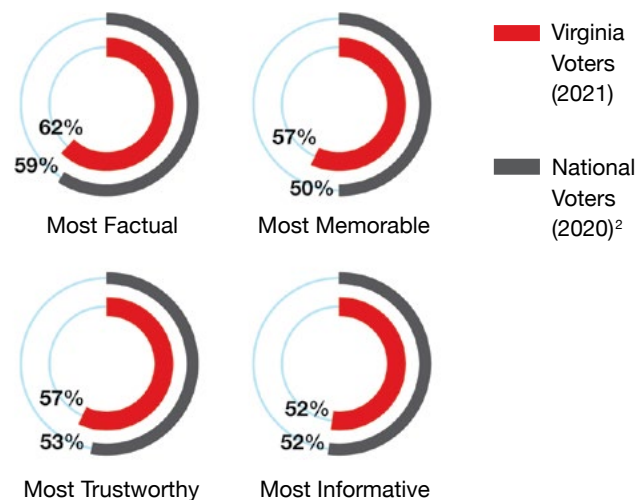 62%
59%
Most Factual
57%
50%
Most Memorable
Virginia
Voters
(2021)
National
Voters
(2020)²
57%
53%
Most Trustworthy
52%
52%
Most Informative